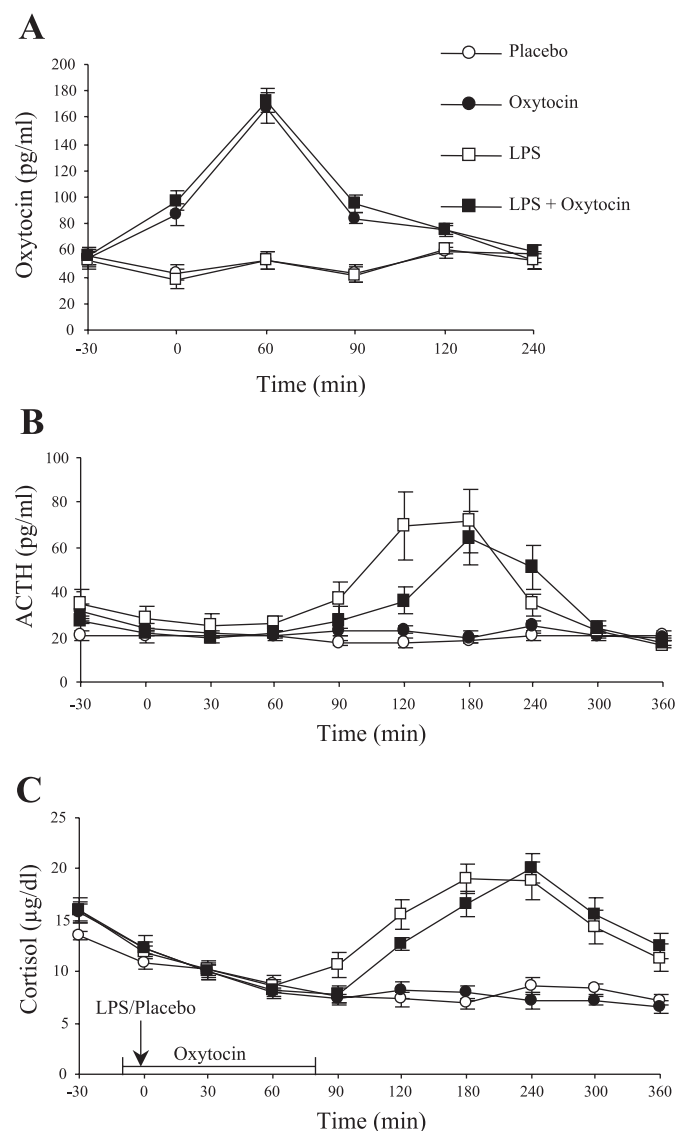 A
Placebo
Oxytocin
LPS
LPS + Oxytocin
Oxytocin (pg/ml)
200
180
160
140
120
100
80
60
40
20
0
-30 0 60 90 120 240
Time (min)
B
ACTH (pg/ml)
100
80
60
40
20
0
-30 0 30 60 90 120 180 240 300 360
Time (min)
C
Cortisol (µg/dl)
25
20
15
10
5
0
LPS/Placebo
Oxytocin
-30 0 30 60 90 120 180 240 300 360
Time (min)